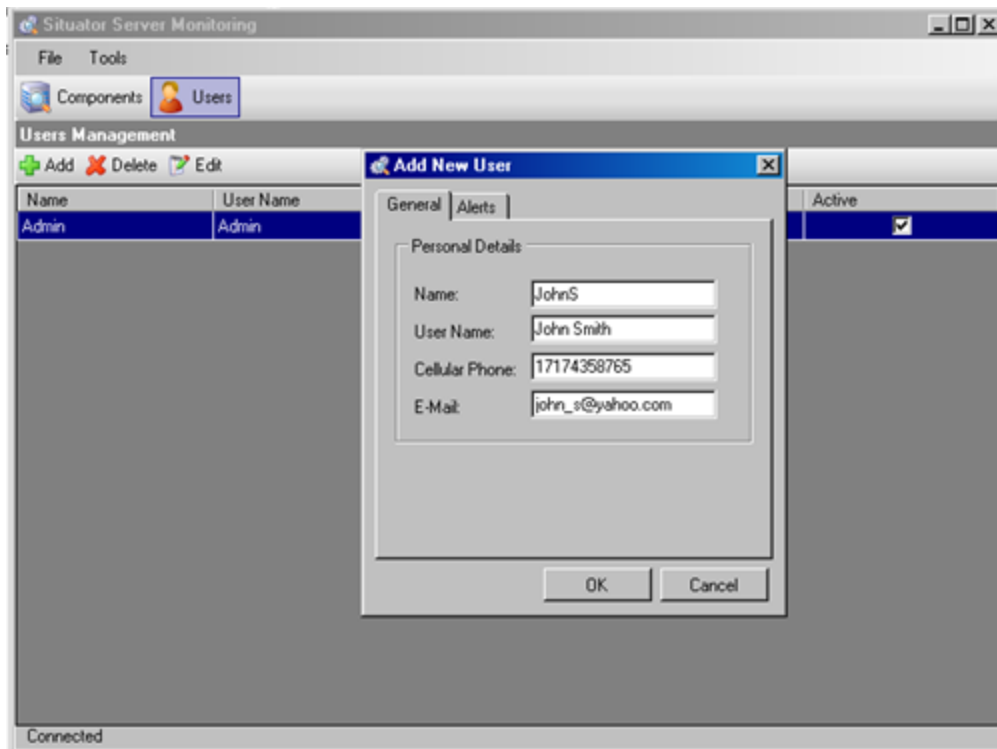 Situator Server Monitoring
File Tools
Components Users
Users Management
Add Delete Edit
Name User Name Active
Admin Admin
Add New User
General Alerts
Personal Details
Name: JohnS
User Name: John Smith
Cellular Phone: 17174358765
E-Mail: john_s@yahoo.com
OK Cancel
Connected